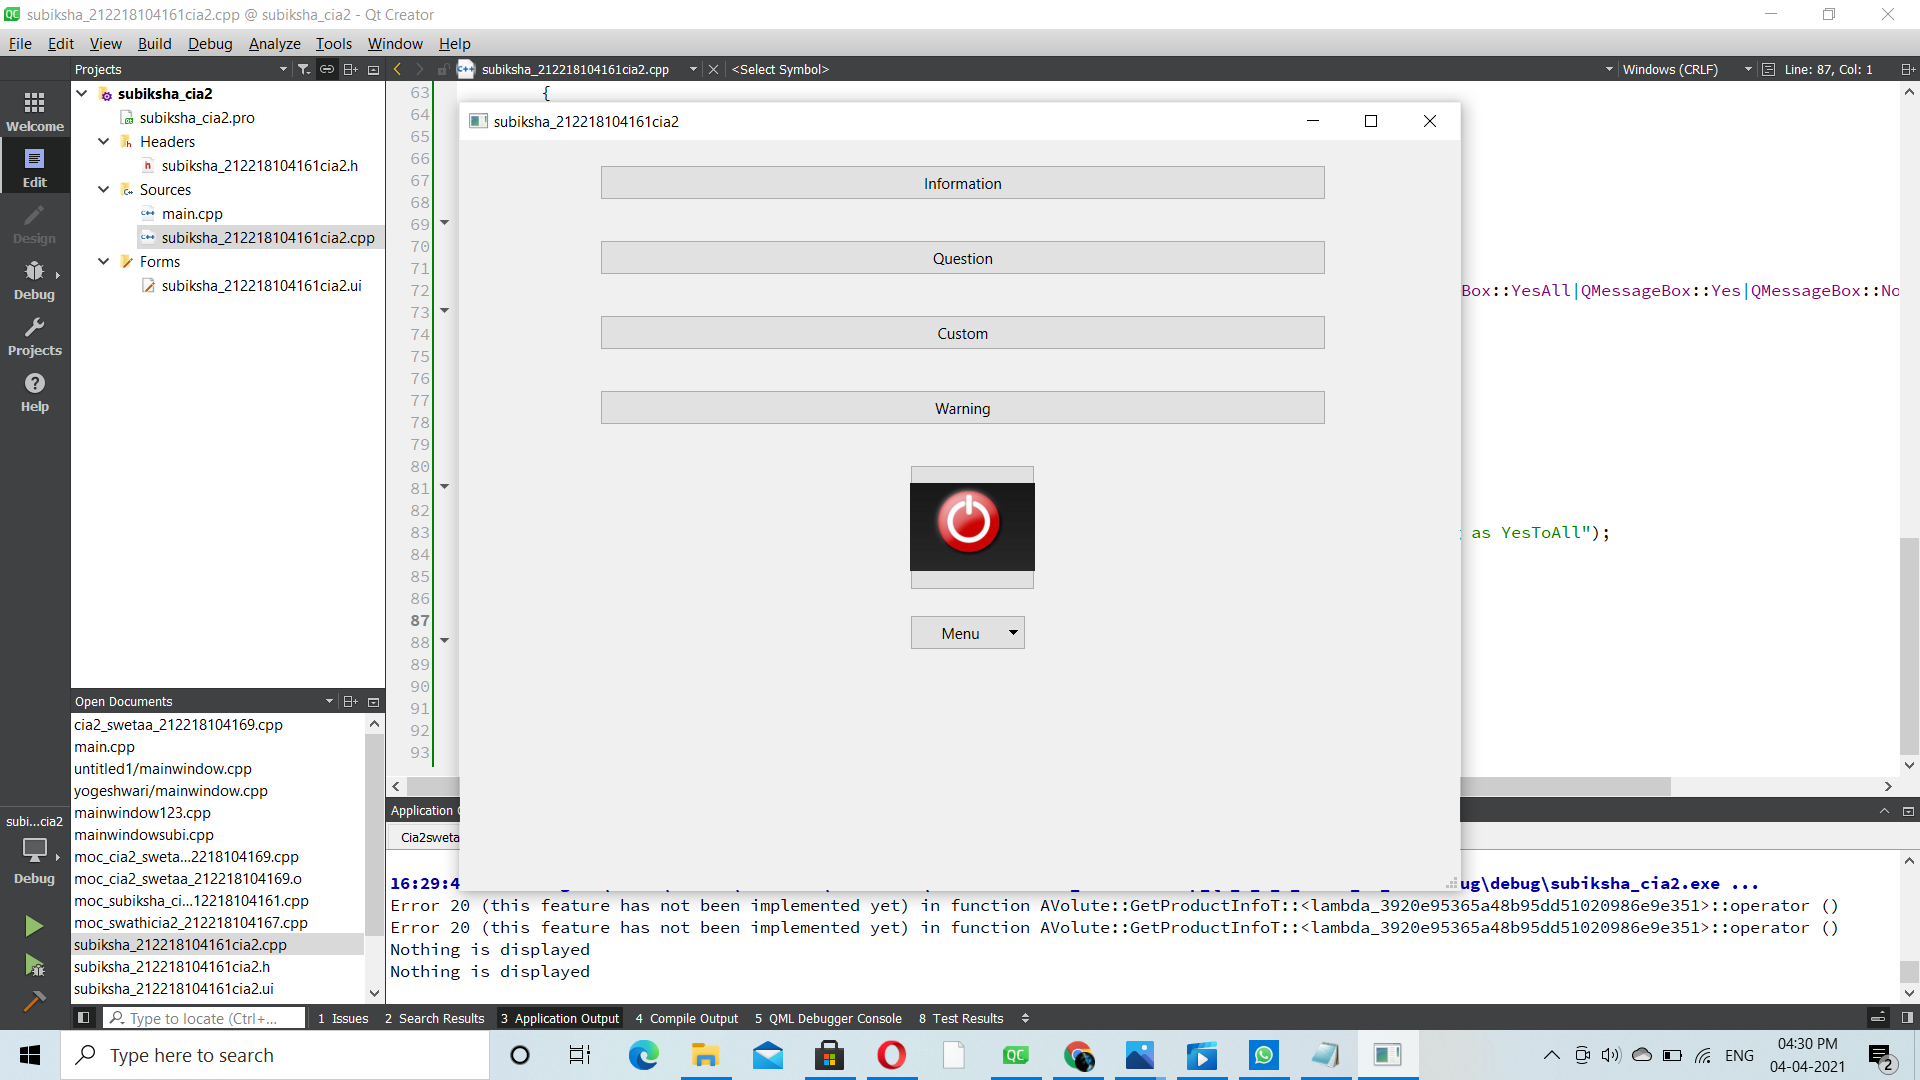 subiksha_212218104161cia2.cpp @ subiksha_cia2 - Qt Creator
File Edit View Build Debug Analyze Tools Window Help
Projects
subiksha_212218104161cia2.cpp
<Select Symbol>
Windows (CRLF)
Line: 87, Col: 1
Welcome
Edit
Design
Debug
Projects
Help
subiksha_cia2
subiksha_cia2.pro
Headers
subiksha_212218104161cia2.h
Sources
main.cpp
subiksha_212218104161cia2.cpp
Forms
subiksha_212218104161cia2.ui
63 {
64
65
66
67
68
69
70
71
72 Box::YesAll|QMessageBox::Yes|QMessageBox::No
73
74
75
76
77
78
79
80
81
82
83 as YesToAll");
84
85
86
87
88
89
90
91
92
93
subiksha_212218104161cia2
Information
Question
Custom
Warning
Menu
Open Documents
cia2_swetaa_212218104169.cpp
main.cpp
untitled1/mainwindow.cpp
yogeshwari/mainwindow.cpp
mainwindow123.cpp
mainwindowsubi.cpp
moc_cia2_sweta...2218104169.cpp
moc_cia2_swetaa_212218104169.o
moc_subiksha_ci...12218104161.cpp
moc_swathicia2_212218104167.cpp
subiksha_212218104161cia2.cpp
subiksha_212218104161cia2.h
subiksha_212218104161cia2.ui
subi...cia2
Debug
Application
Cia2sweta
16:29:4 ug\debug\subiksha_cia2.exe ...
Error 20 (this feature has not been implemented yet) in function AVolute::GetProductInfoT::<lambda_3920e95365a48b95dd51020986e9e351>::operator ()
Error 20 (this feature has not been implemented yet) in function AVolute::GetProductInfoT::<lambda_3920e95365a48b95dd51020986e9e351>::operator ()
Nothing is displayed
Nothing is displayed
Type to locate (Ctrl+...
1 Issues 2 Search Results 3 Application Output 4 Compile Output 5 QML Debugger Console 8 Test Results
Type here to search
ENG
04:30 PM
04-04-2021
2